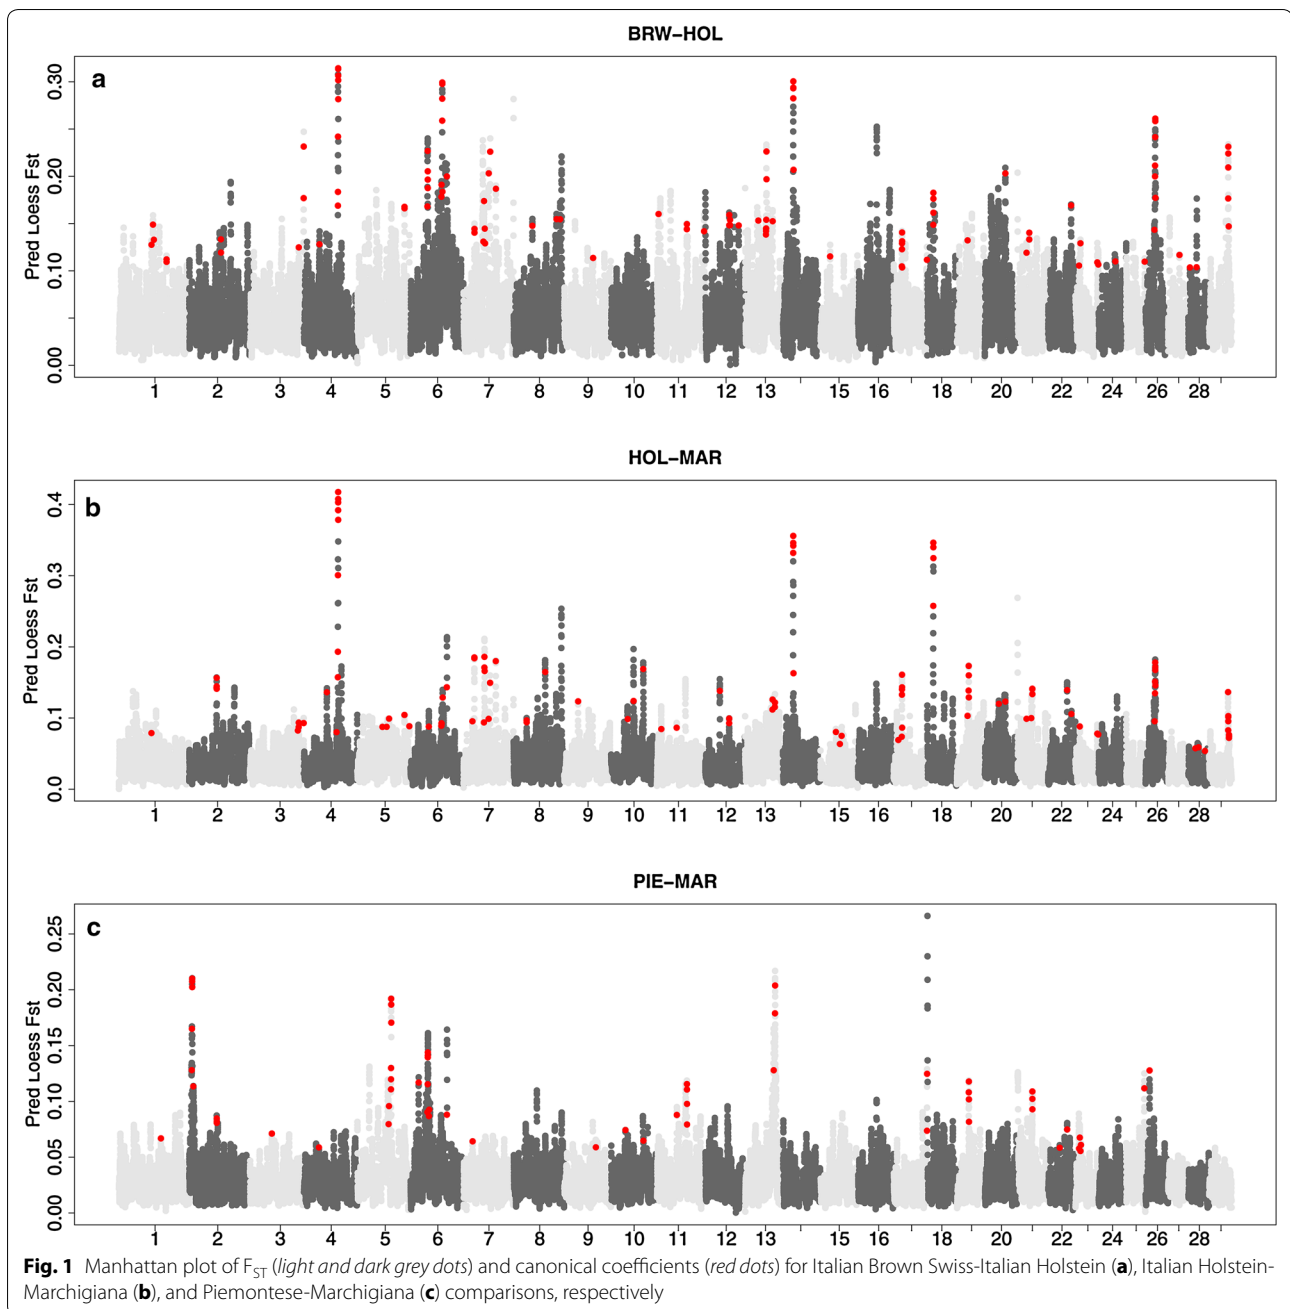 BRW−HOL
a
Pred Loess Fst
0.30
0.20
0.10
0.00
1 2 3 4 5 6 7 8 9 10 11 12 13 15 16 18 20 22 24 26 28
HOL−MAR
b
Pred Loess Fst
0.4
0.3
0.2
0.1
0.0
1 2 3 4 5 6 7 8 9 10 11 12 13 15 16 18 20 22 24 26 28
PIE−MAR
c
Pred Loess Fst
0.25
0.20
0.15
0.10
0.05
0.00
1 2 3 4 5 6 7 8 9 10 11 12 13 15 16 18 20 22 24 26 28
Fig. 1 Manhattan plot of FST (light and dark grey dots) and canonical coefficients (red dots) for Italian Brown Swiss-Italian Holstein (a), Italian Holstein-
Marchigiana (b), and Piemontese-Marchigiana (c) comparisons, respectively